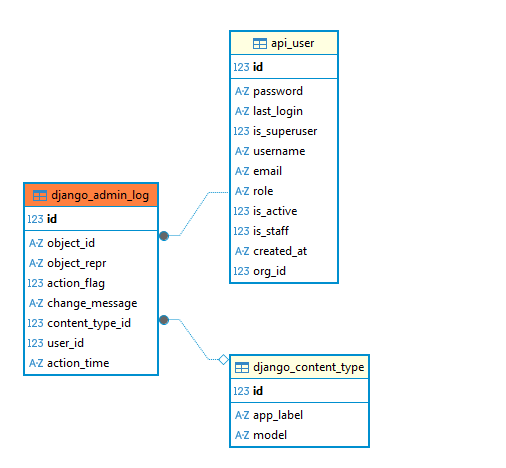 api_user
123 id
A-Z password
A-Z last_login
123 is_superuser
A-Z username
A-Z email
A-Z role
123 is_active
123 is_staff
A-Z created_at
123 org_id
django_admin_log
123 id
A-Z object_id
A-Z object_repr
123 action_flag
A-Z change_message
123 content_type_id
123 user_id
A-Z action_time
django_content_type
123 id
A-Z app_label
A-Z model